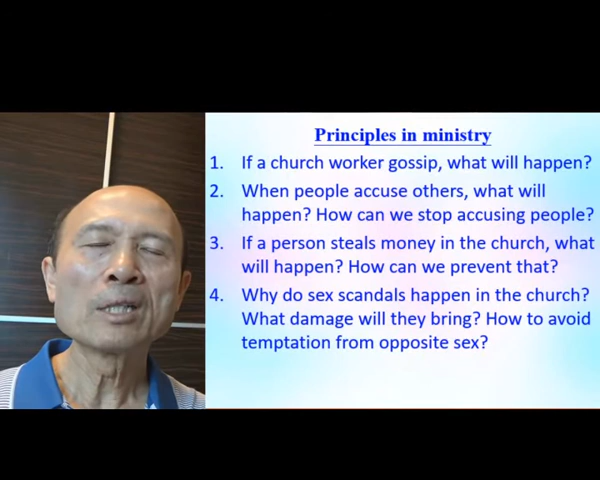 Principles in ministry
1. If a church worker gossip, what will happen?
2. When people accuse others, what will
happen? How can we stop accusing people?
3. If a person steals money in the church, what
will happen? How can we prevent that?
4. Why do sex scandals happen in the church?
What damage will they bring? How to avoid
temptation from opposite sex?